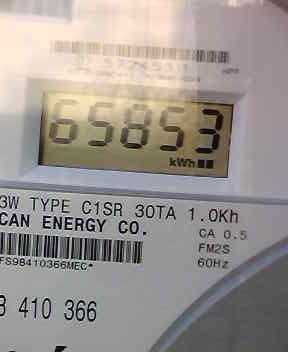 65853
kWh
3W TYPE C1SR 30TA 1.0Kh
CAN ENERGY CO.
CA 0.5
FM2S
FS98410366MEC*
60Hz
8 410 366